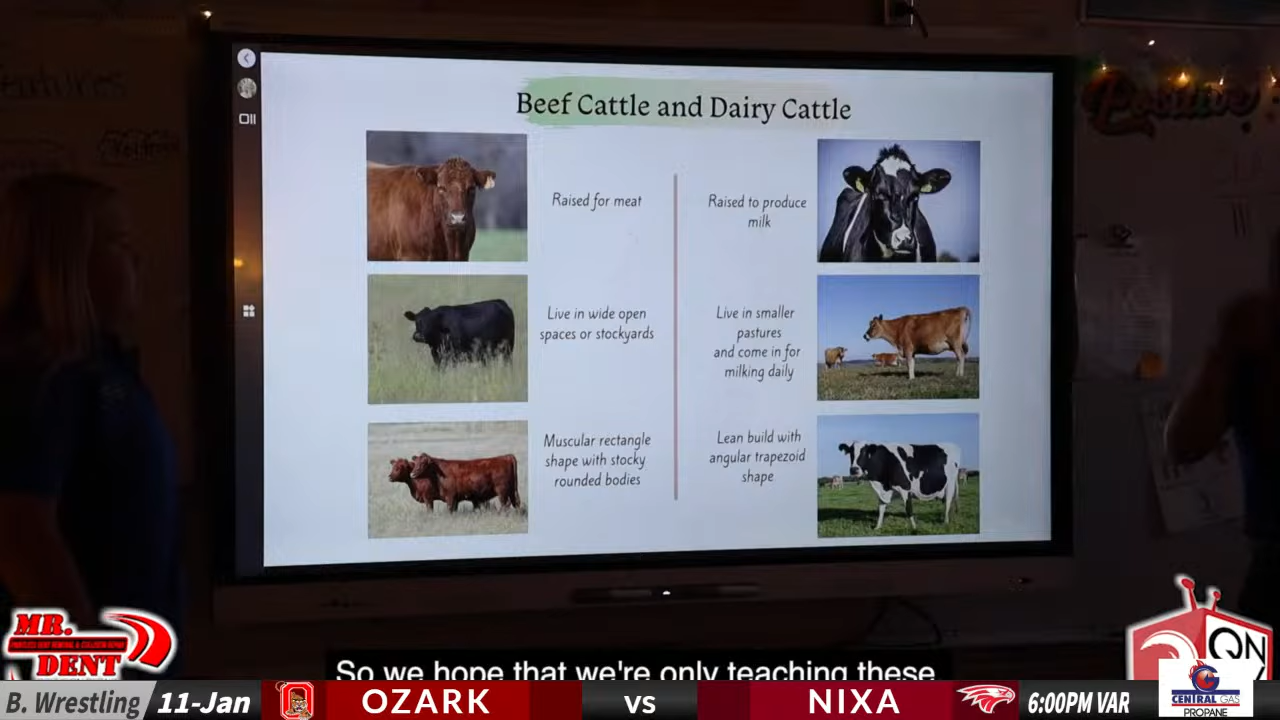 Beef Cattle and Dairy Cattle
Raised for meat
Raised to produce
milk
Live in wide open
spaces or stockyards
Live in smaller
pastures
and come in for
milking daily
Muscular rectangle
shape with stocky
rounded bodies
Lean build with
angular trapezoid
shape
Positive
MR.
DENT
So we hope that we're only teaching these
ON
CENTRAL GAS
PROPANE
B. Wrestling 11-Jan OZARK vs NIXA 6:00PM VAR